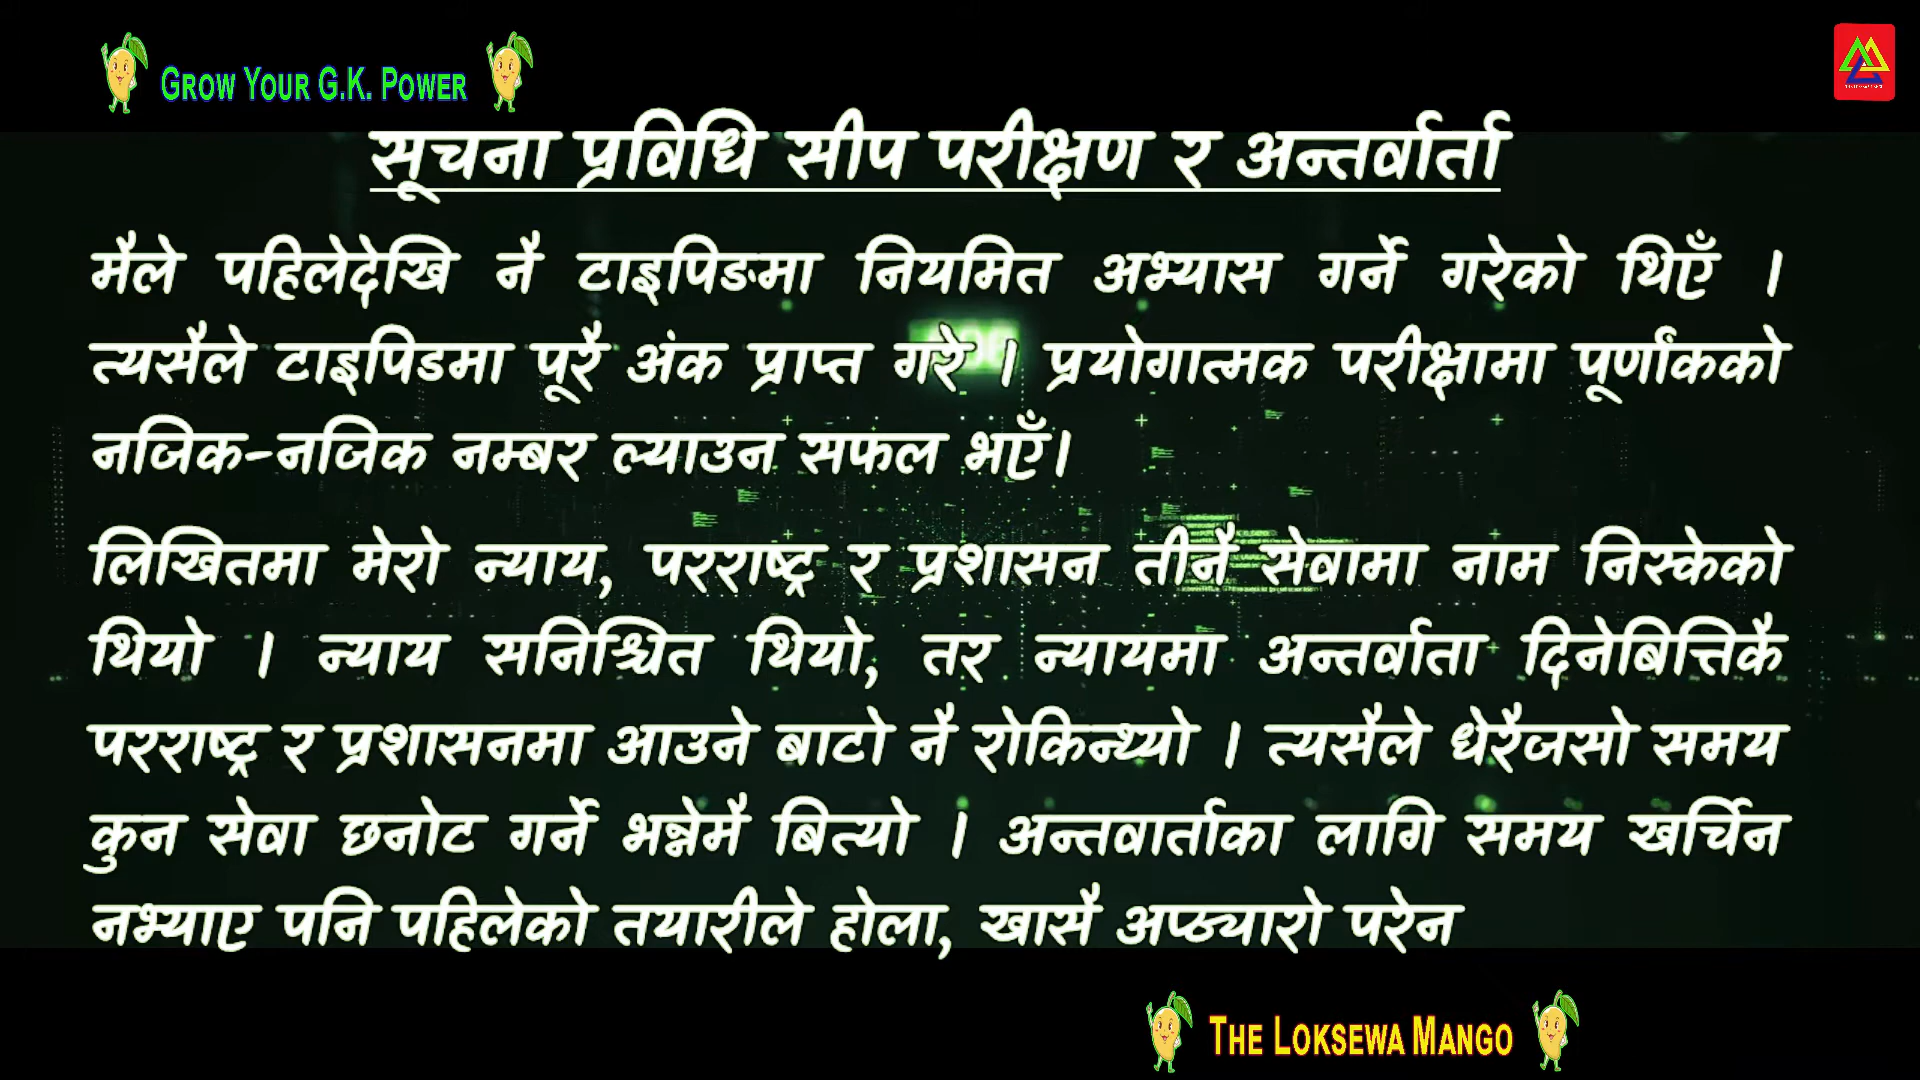 GROW YOUR G.K. POWER
सूचना प्रविधि सीप परीक्षण र अन्तर्वार्ता
मैले पहिलेदेखि नै टाइपिङमा नियमित अभ्यास गर्ने गरेको थिएँ ।
त्यसैले टाइपिडमा पूरै अंक प्राप्त गरे । प्रयोगात्मक परीक्षामा पूर्णांकको
नजिक-नजिक नम्बर ल्याउन सफल भएँ।
लिखितमा मेरो न्याय, परराष्ट्र र प्रशासन तीनै सेवामा नाम निस्केको
थियो । न्याय सनिश्चित थियो, तर न्यायमा अन्तर्वाता दिनेबित्तिकै
परराष्ट्र र प्रशासनमा आउने बाटो नै रोकिन्थ्यो । त्यसैले धेरैजसो समय
कुन सेवा छनोट गर्ने भन्नेमै बित्यो । अन्तवार्ताका लागि समय खर्चिन
नभ्याए पनि पहिलेको तयारीले होला, खासै अप्ठ्यारो परेन
THE LOKSEWA MANGO